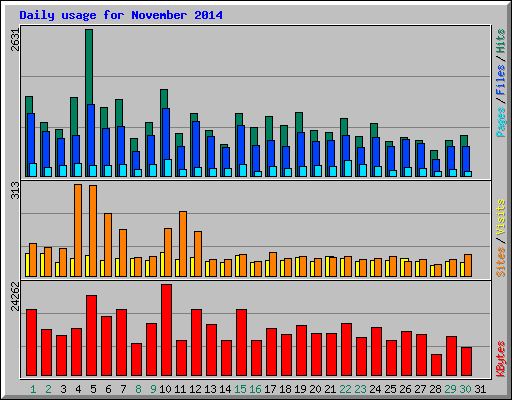 Daily usage for November 2014
2631
Pages / Files / Hits
313
Sites / Visits
24262
KBytes
1 2 3 4 5 6 7 8 9 10 11 12 13 14 15 16 17 18 19 20 21 22 23 24 25 26 27 28 29 30 31